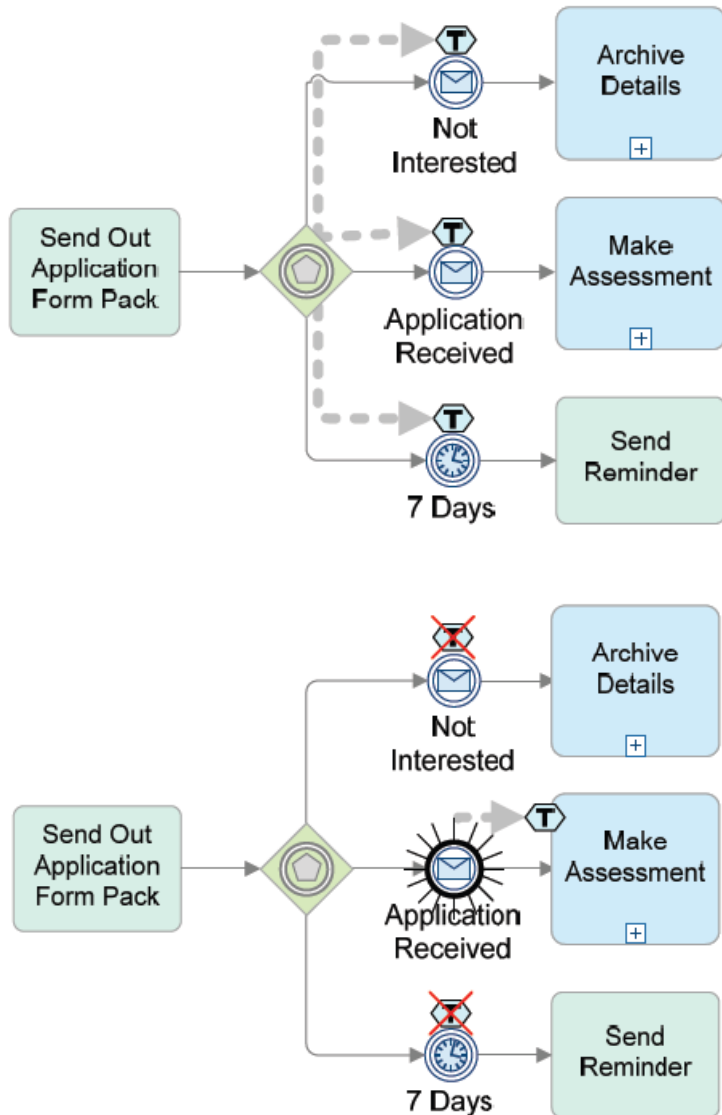 T
Archive
Details
Not
Interested
T
Send Out
Application
Form Pack
Make
Assessment
Application
Received
T
Send
Reminder
7 Days
T
Archive
Details
Not
Interested
T
Send Out
Application
Form Pack
Make
Assessment
Application
Received
T
Send
Reminder
7 Days